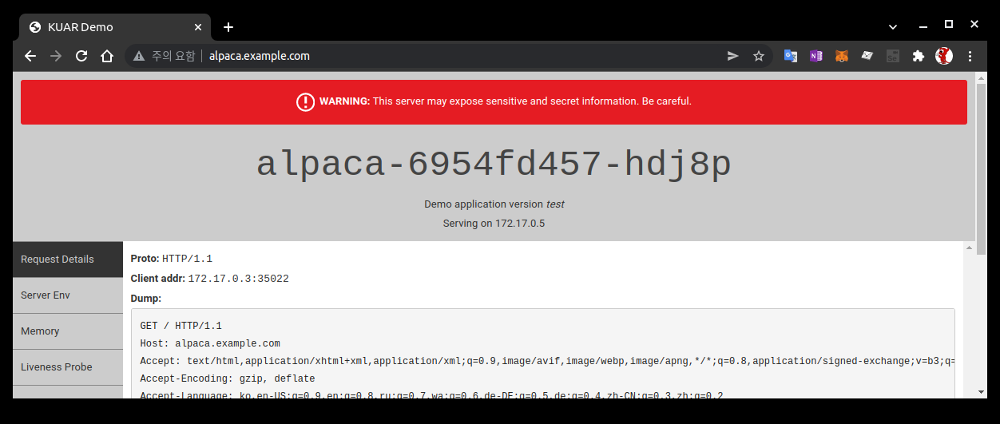 KUAR Demo
주의 요함 alpaca.example.com
WARNING: This server may expose sensitive and secret information. Be careful.
alpaca-6954fd457-hdj8p
Demo application version test
Serving on 172.17.0.5
Request Details
Server Env
Memory
Liveness Probe
Proto: HTTP/1.1
Client addr: 172.17.0.3:35022
Dump:
GET / HTTP/1.1
Host: alpaca.example.com
Accept: text/html,application/xhtml+xml,application/xml;q=0.9,image/avif,image/webp,image/apng,*/*;q=0.8,application/signed-exchange;v=b3;q=
Accept-Encoding: gzip, deflate
Accept-Language: ko,en-US;q=0.9,en;q=0.8,ru;q=0.7,wa;q=0.6,de-DE;q=0.5,de;q=0.4,zh-CN;q=0.3,zh;q=0.2